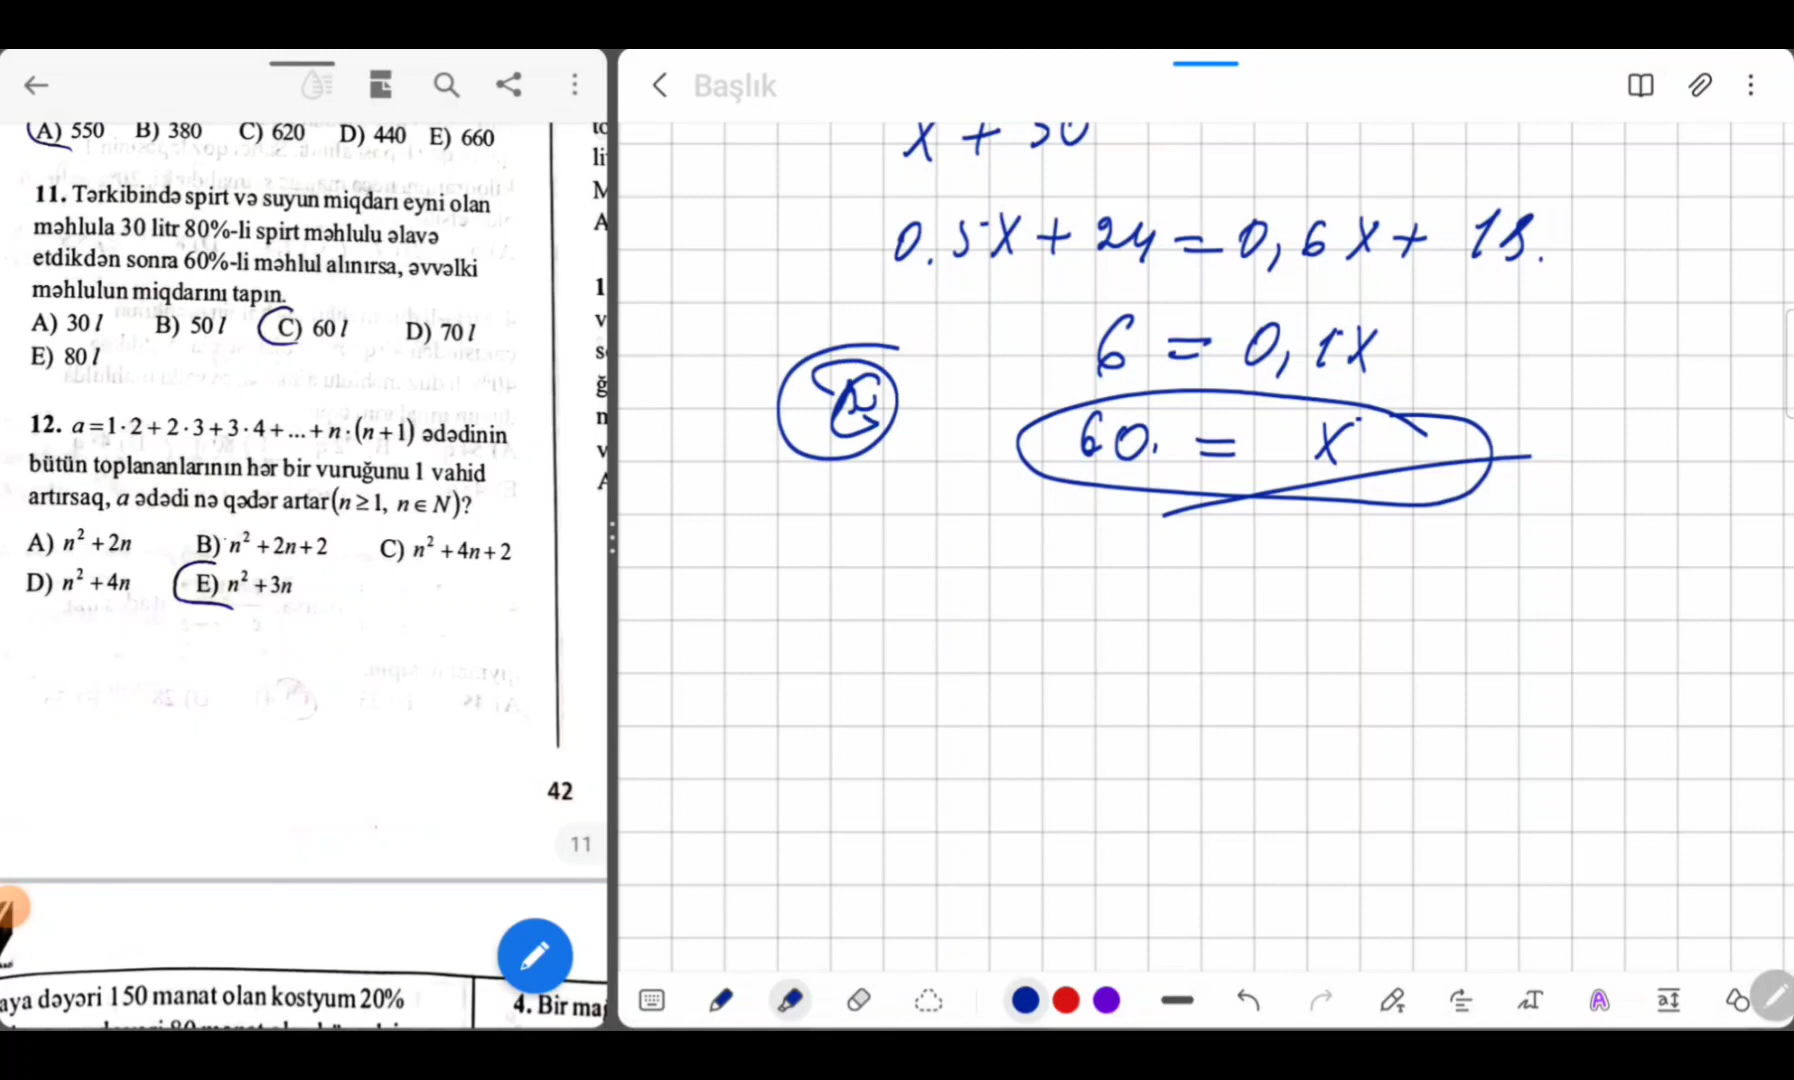 Başlık
A) 550 B) 380 C) 620 D) 440 E) 660
11. Tərkibində spirt və suyun miqdarı eyni olan
məhlula 30 litr 80%-li spirt məhlulu əlavə
etdikdən sonra 60%-li məhlul alınırsa, əvvəlki
məhlulun miqdarını tapın.
A) 30 l B) 50 l C) 60 l D) 70 l
E) 80 l
12. a=1·2+2·3+3·4+...+n·(n+1) ədədinin
bütün toplananlarının hər bir vuruğunu 1 vahid
artırsaq, a ədədi nə qədər artar(n≥1, n∈N)?
A) n²+2n B) n²+2n+2 C) n²+4n+2
D) n²+4n E) n²+3n
42
11
aya dəyəri 150 manat olan kostyum 20%
4. Bir ma
x + 30
0.5x + 24 = 0,6x + 18.
6 = 0,1x
60. = x